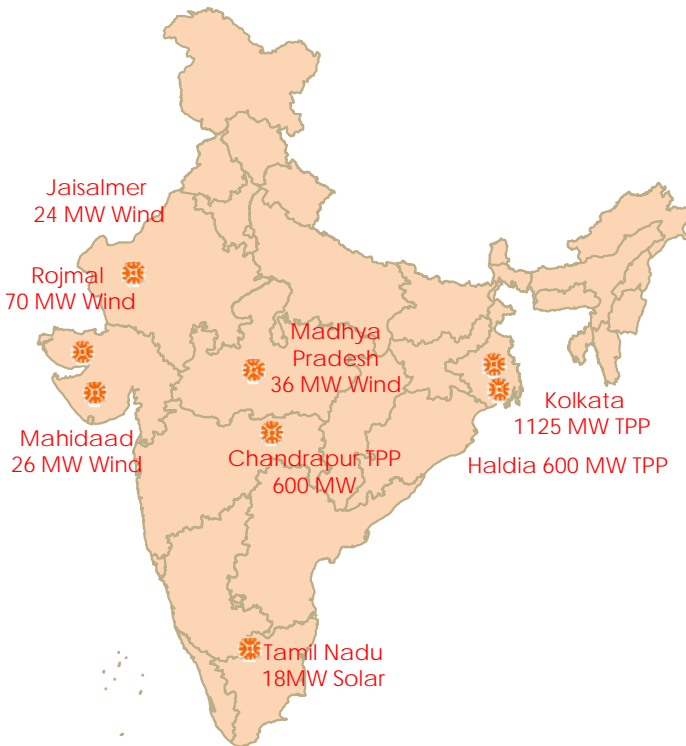 Jaisalmer
24 MW Wind
Rojmal
70 MW Wind
Madhya
Pradesh
36 MW Wind
Kolkata
1125 MW TPP
Mahidaad
26 MW Wind
Chandrapur TPP
600 MW
Haldia 600 MW TPP
Tamil Nadu
18MW Solar